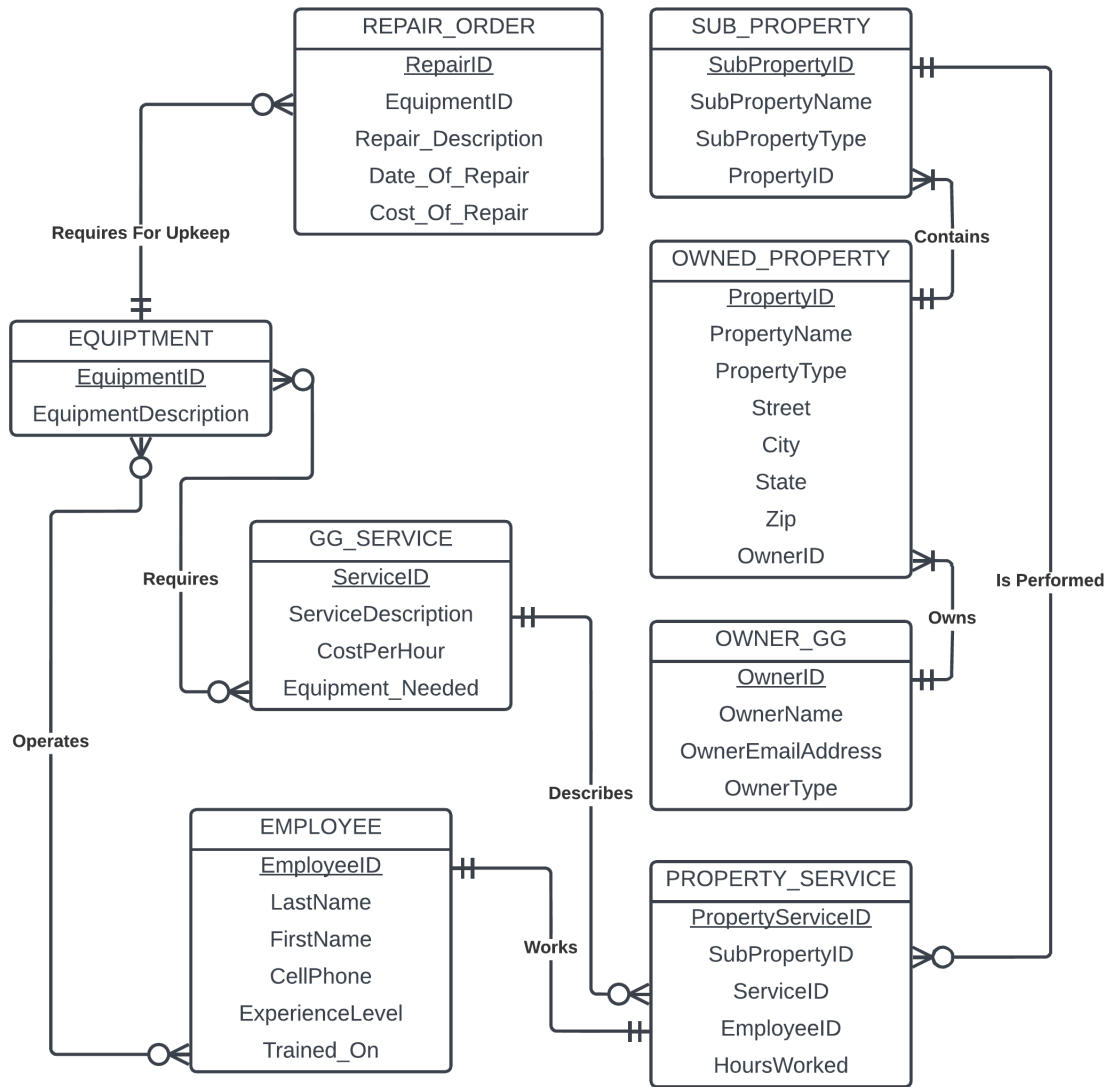 REPAIR_ORDER
RepairID
EquipmentID
Repair_Description
Date_Of_Repair
Cost_Of_Repair
SUB_PROPERTY
SubPropertyID
SubPropertyName
SubPropertyType
PropertyID
Requires For Upkeep
Contains
OWNED_PROPERTY
PropertyID
PropertyName
PropertyType
Street
City
State
Zip
OwnerID
EQUIPTMENT
EquipmentID
EquipmentDescription
GG_SERVICE
ServiceID
ServiceDescription
CostPerHour
Equipment_Needed
Requires
Is Performed
Owns
OWNER_GG
OwnerID
OwnerName
OwnerEmailAddress
OwnerType
Operates
Describes
EMPLOYEE
EmployeeID
LastName
FirstName
CellPhone
ExperienceLevel
Trained_On
Works
PROPERTY_SERVICE
PropertyServiceID
SubPropertyID
ServiceID
EmployeeID
HoursWorked